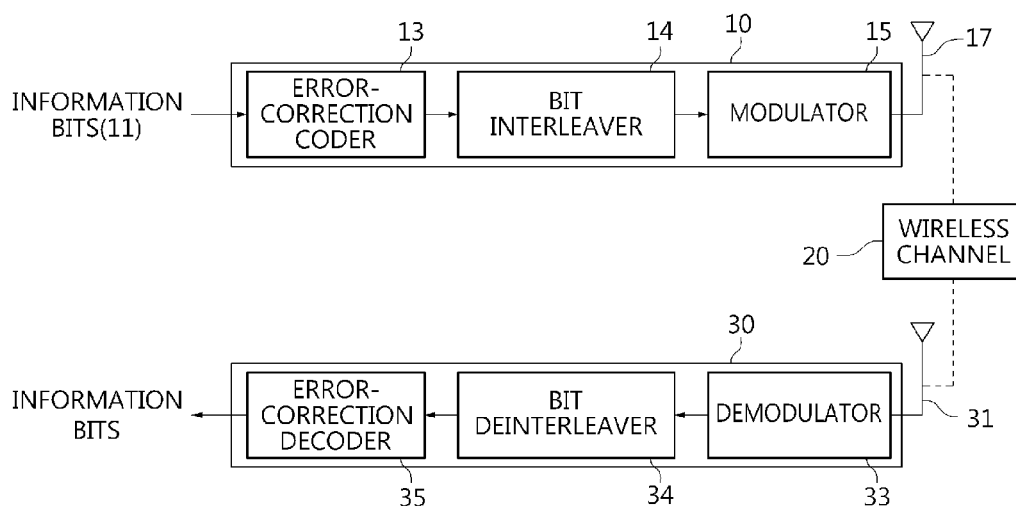 13
14
10
15
17
INFORMATION
BITS(11)
ERROR-
CORRECTION
CODER
BIT
INTERLEAVER
MODULATOR
20
WIRELESS
CHANNEL
30
INFORMATION
BITS
ERROR-
CORRECTION
DECODER
BIT
DEINTERLEAVER
DEMODULATOR
31
35
34
33